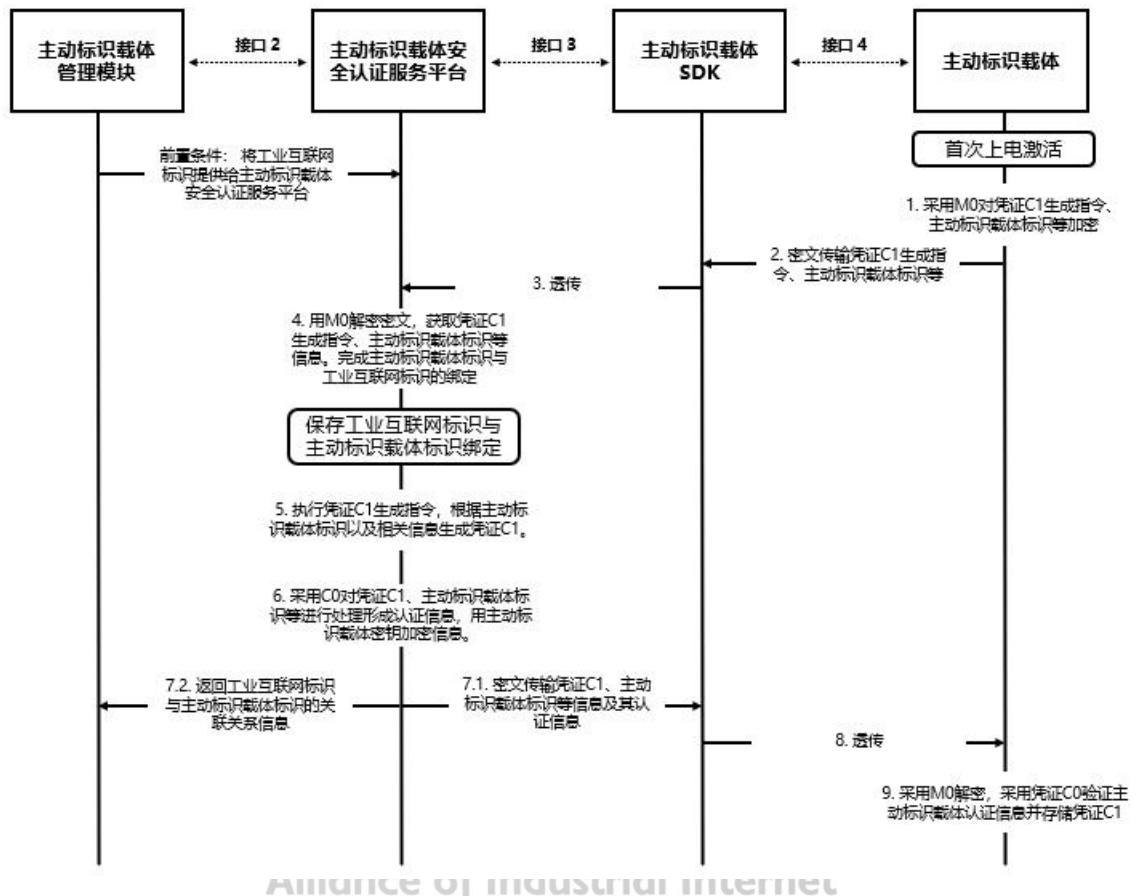 主动标识载体
管理模块
接口 2
主动标识载体安
全认证服务平台
接口 3
主动标识载体
SDK
接口 4
主动标识载体
首次上电激活
前置条件： 将工业互联网
标识提供给主动标识载体
安全认证服务平台
1. 采用M0对凭证C1生成指令、
主动标识载体标识等加密
2. 密文传输凭证C1生成指
令、主动标识载体标识等
3. 透传
4. 用M0解密密文，获取凭证C1
生成指令、主动标识载体标识等
信息。完成主动标识载体标识与
工业互联网标识的绑定
保存工业互联网标识与
主动标识载体标识绑定
5. 执行凭证C1生成指令，根据主动标
识载体标识以及相关信息生成凭证C1。
6. 采用C0对凭证C1、主动标识载体标
识等进行处理形成认证信息，用主动标
识载体密钥加密信息。
7.2. 返回工业互联网标识
与主动标识载体标识的关
联关系信息
7.1. 密文传输凭证C1、主动
标识载体标识等信息及其认
证信息
8. 透传
9. 采用M0解密，采用凭证C0验证主
动标识载体认证信息并存储凭证C1
Alliance of Industrial Internet